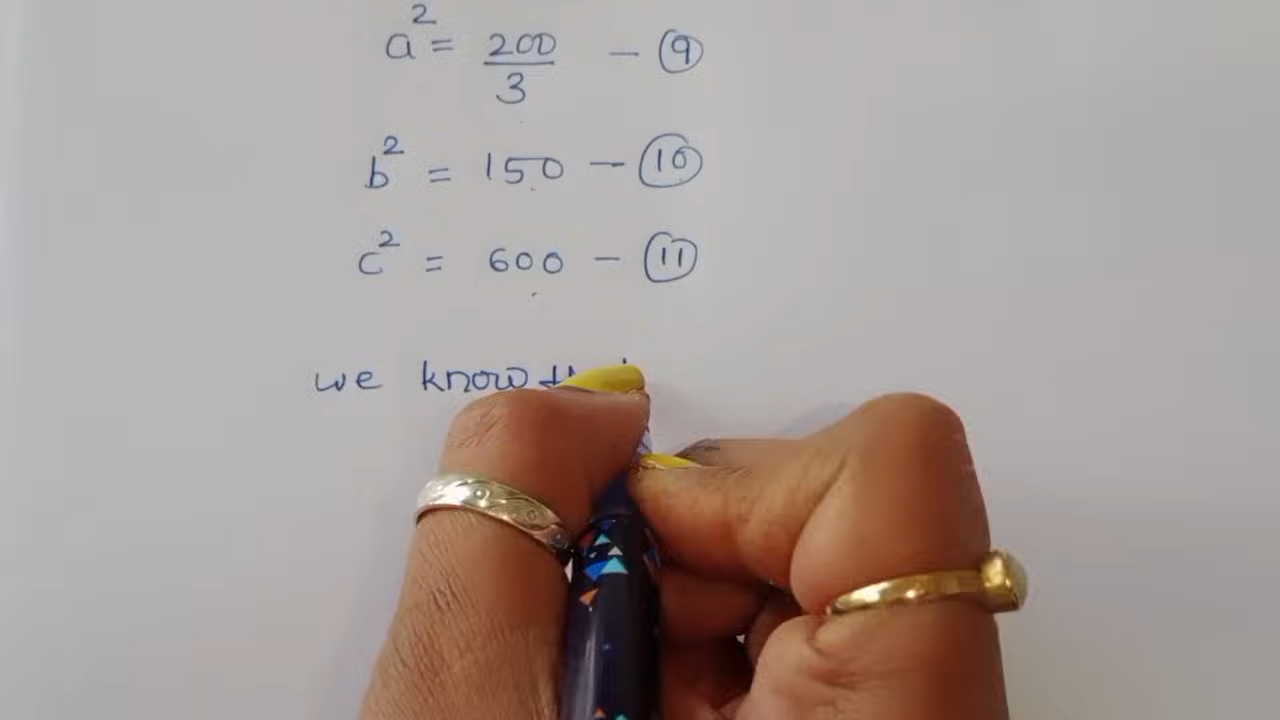 a² = 200/3 — ⑨
b² = 150 — ⑩
c² = 600 — ⑪
we know